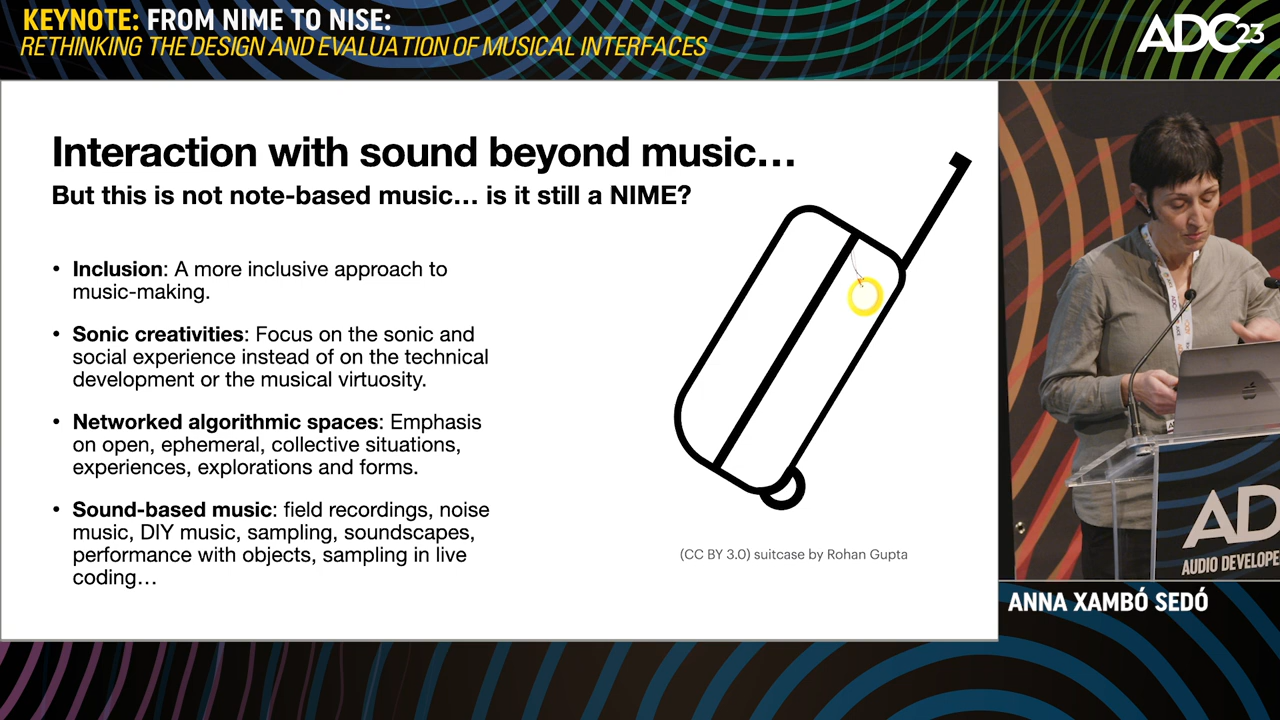 KEYNOTE: FROM NIME TO NISE:
RETHINKING THE DESIGN AND EVALUATION OF MUSICAL INTERFACES
ADC23
Interaction with sound beyond music…
But this is not note-based music… is it still a NIME?
• Inclusion: A more inclusive approach to
music-making.
• Sonic creativities: Focus on the sonic and
social experience instead of on the technical
development or the musical virtuosity.
• Networked algorithmic spaces: Emphasis
on open, ephemeral, collective situations,
experiences, explorations and forms.
• Sound-based music: field recordings, noise
music, DIY music, sampling, soundscapes,
performance with objects, sampling in live
coding…
(CC BY 3.0) suitcase by Rohan Gupta
ADC
AD
AUDIO DEVELOPE
ANNA XAMBÓ SEDÓ